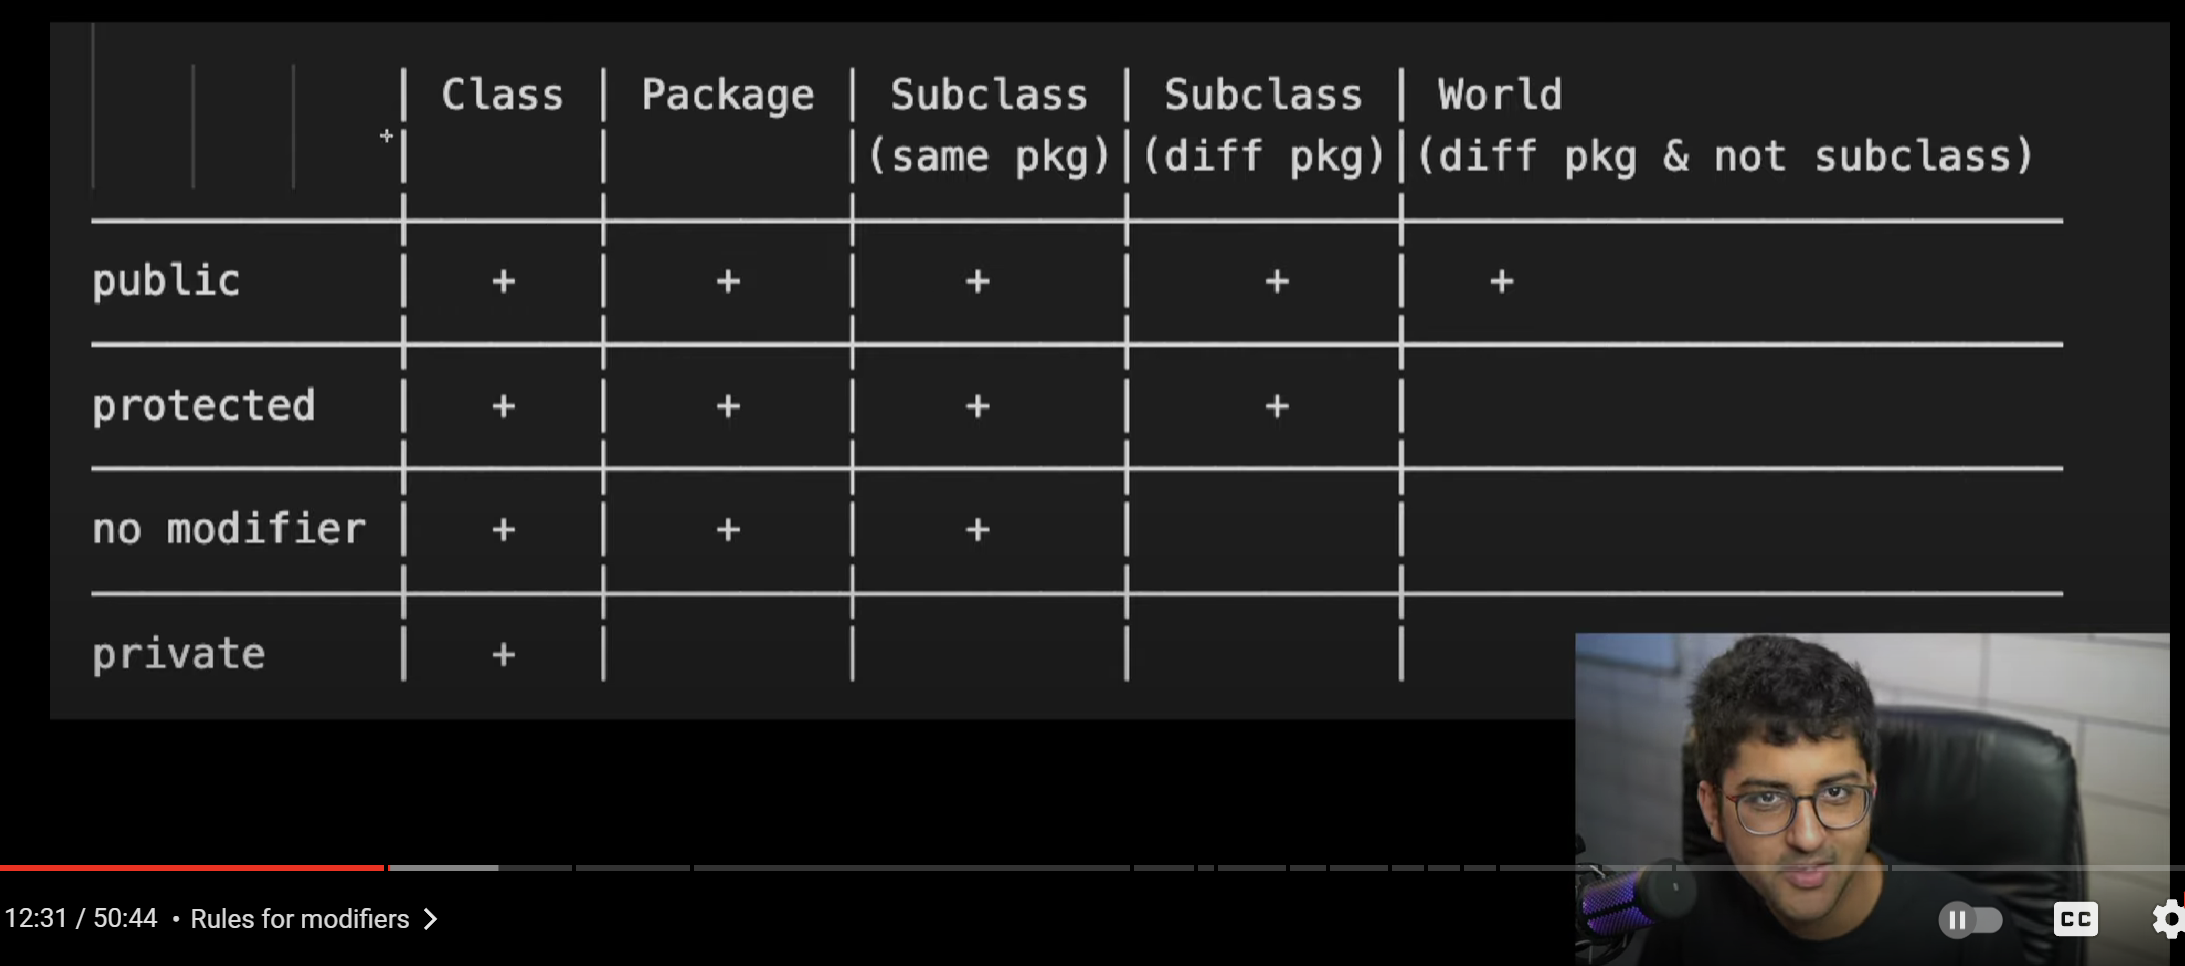 Class Package Subclass Subclass World
(same pkg) (diff pkg) (diff pkg & not subclass)
public + + + + +
protected + + + +
no modifier + + +
private +
12:31 / 50:44 • Rules for modifiers
CC